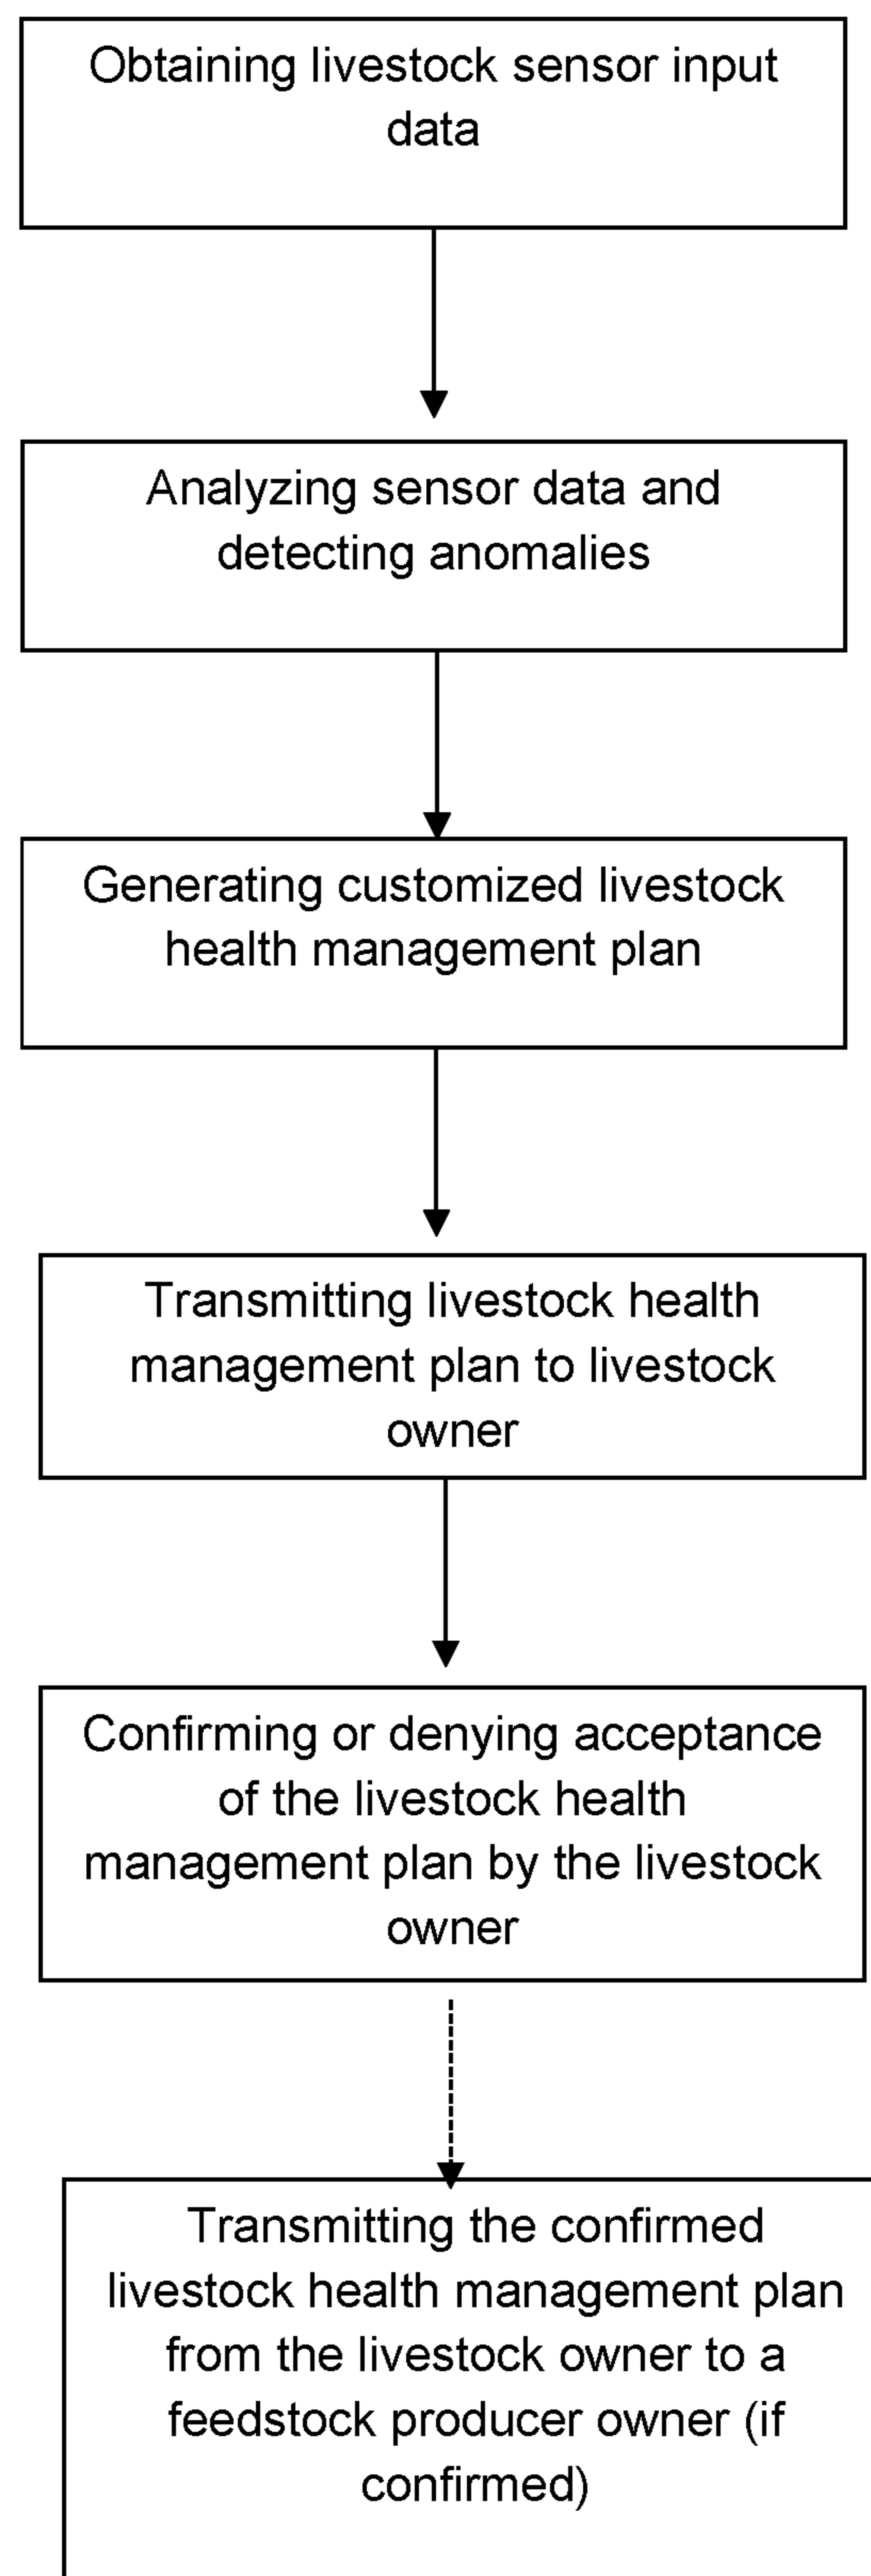 Obtaining livestock sensor input
data
Analyzing sensor data and
detecting anomalies
Generating customized livestock
health management plan
Transmitting livestock health
management plan to livestock
owner
Confirming or denying acceptance
of the livestock health
management plan by the livestock
owner
Transmitting the confirmed
livestock health management plan
from the livestock owner to a
feedstock producer owner (if
confirmed)